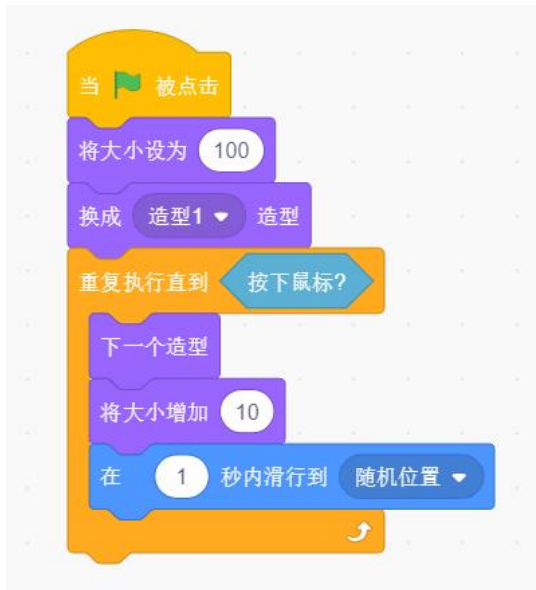 当 被点击
将大小设为 100
换成 造型1 造型
重复执行直到 按下鼠标?
下一个造型
将大小增加 10
在 1 秒内滑行到 随机位置